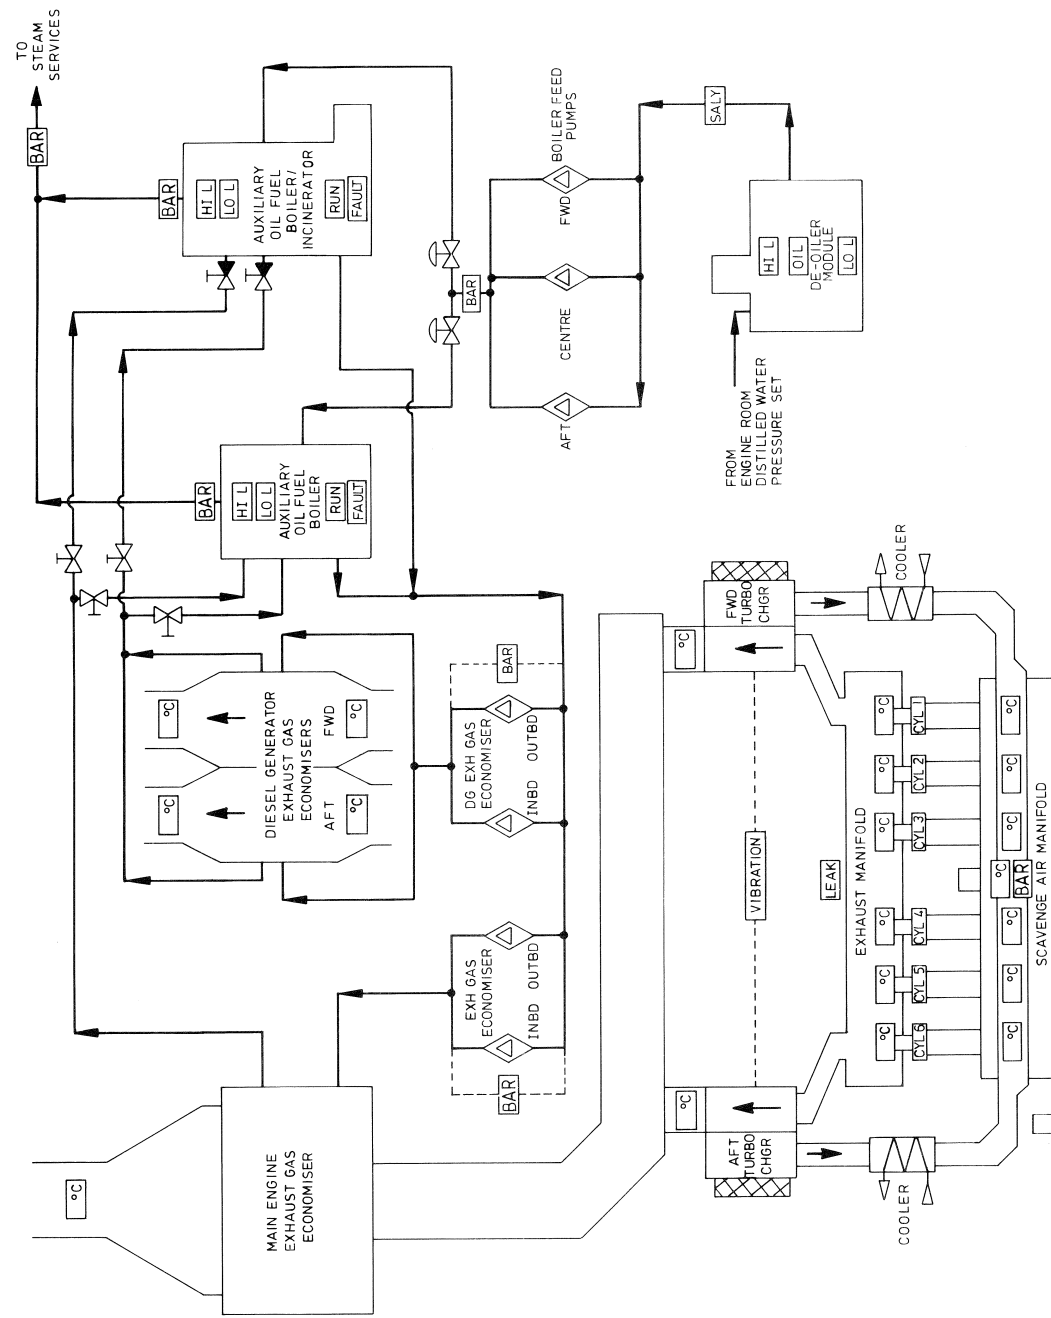 TO
STEAM
SERVICES
BAR
BAR
HI L
LO L
AUXILIARY
OIL FUEL
BOILER/
INCINERATOR
RUN
FAULT
BOILER FEED
PUMPS
FWD
CENTRE
AFT
BAR
SALY
HI L
OIL
DE-OILER
MODULE
LO L
FROM
ENGINE ROOM
DISTILLED WATER
PRESSURE SET
BAR
HI L
LO L
AUXILIARY
OIL FUEL
BOILER
RUN
FAULT
°C
°C
DIESEL GENERATOR
EXHAUST GAS
ECONOMISERS
AFT FWD
°C
°C
DG EXH GAS
ECONOMISER
INBD OUTBD
BAR
EXH GAS
ECONOMISER
INBD OUTBD
BAR
°C
MAIN ENGINE
EXHAUST GAS
ECONOMISER
°C
FWD
TURBO
CHGR
COOLER
°C
AFT
TURBO
CHGR
COOLER
VIBRATION
LEAK
EXHAUST MANIFOLD
°C
°C
°C
°C
°C
°C
CYL 6
CYL 5
CYL 4
CYL 3
CYL 2
CYL 1
°C
BAR
°C
°C
°C
°C
°C
°C
SCAVENGE AIR MANIFOLD